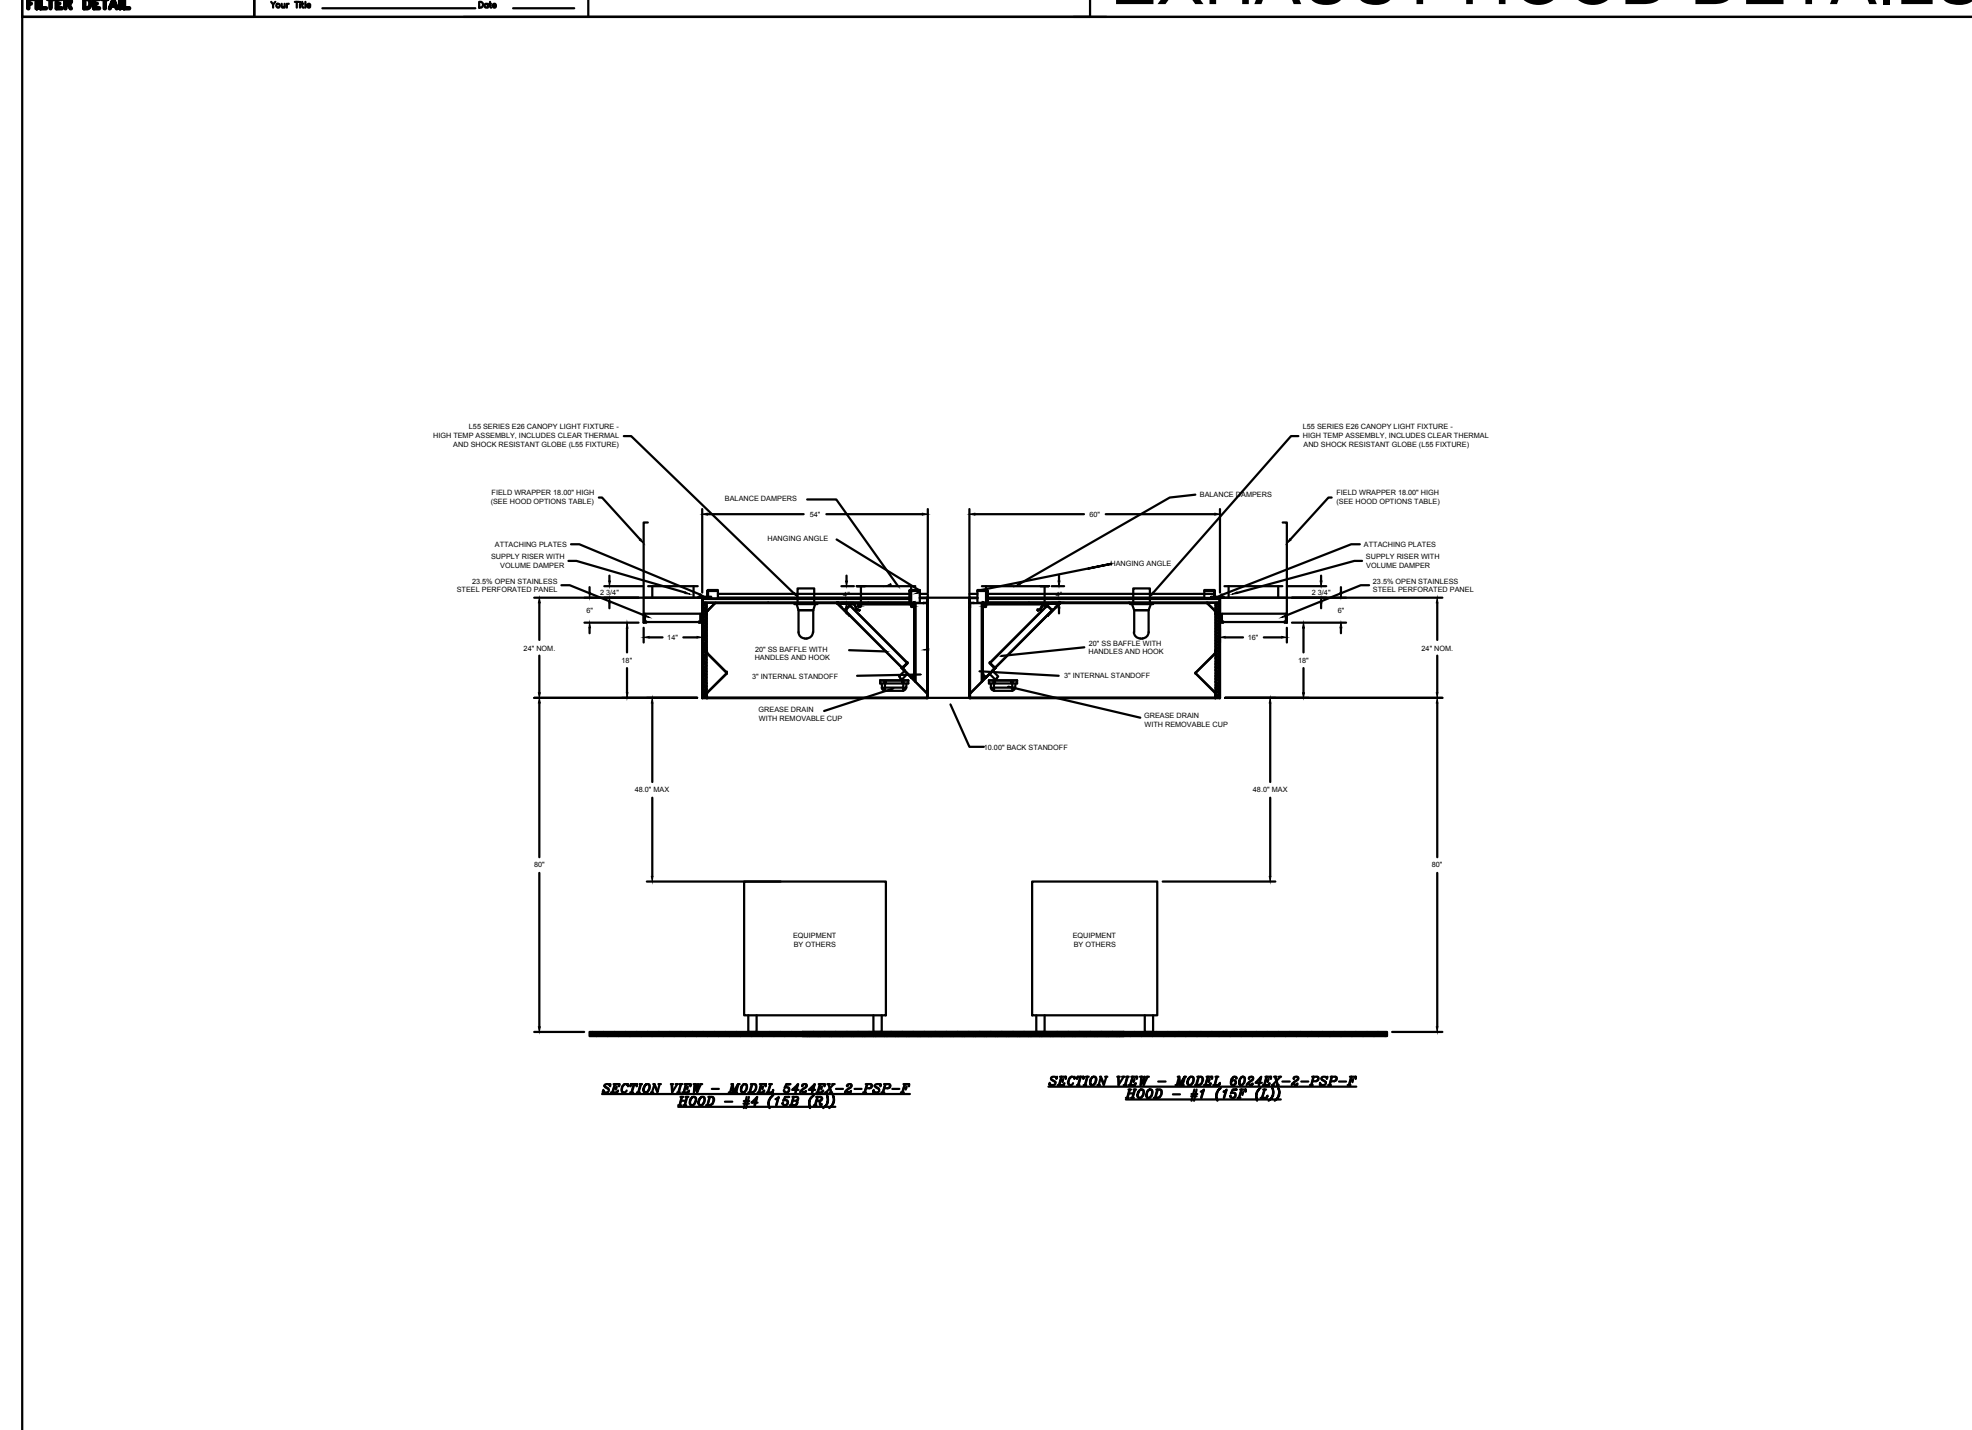 FILTER DETAIL
Your Title
Date
EXHAUST HOOD DETAILS
L55 SERIES E26 CANOPY LIGHT FIXTURE -
HIGH TEMP ASSEMBLY, INCLUDES CLEAR THERMAL
AND SHOCK RESISTANT GLOBE (L55 FIXTURE)
L55 SERIES E26 CANOPY LIGHT FIXTURE -
HIGH TEMP ASSEMBLY, INCLUDES CLEAR THERMAL
AND SHOCK RESISTANT GLOBE (L55 FIXTURE)
FIELD WRAPPER 18.00" HIGH
(SEE HOOD OPTIONS TABLE)
BALANCE DAMPERS
BALANCE DAMPERS
FIELD WRAPPER 18.00" HIGH
(SEE HOOD OPTIONS TABLE)
54"
60"
HANGING ANGLE
ATTACHING PLATES
ATTACHING PLATES
SUPPLY RISER WITH
VOLUME DAMPER
HANGING ANGLE
SUPPLY RISER WITH
VOLUME DAMPER
23.5% OPEN STAINLESS
STEEL PERFORATED PANEL
23.5% OPEN STAINLESS
STEEL PERFORATED PANEL
2 3/4"
4"
4"
2 3/4"
6"
6"
14"
16"
24" NOM.
18"
20" SS BAFFLE WITH
HANDLES AND HOOK
20" SS BAFFLE WITH
HANDLES AND HOOK
18"
24" NOM.
3" INTERNAL STANDOFF
3" INTERNAL STANDOFF
GREASE DRAIN
WITH REMOVABLE CUP
GREASE DRAIN
WITH REMOVABLE CUP
10.00" BACK STANDOFF
48.0" MAX
48.0" MAX
80"
80"
EQUIPMENT
BY OTHERS
EQUIPMENT
BY OTHERS
SECTION VIEW - MODEL 5424EX-2-PSP-F
HOOD - #4 (15B (R))
SECTION VIEW - MODEL 6024EX-2-PSP-F
HOOD - #1 (15F (L))